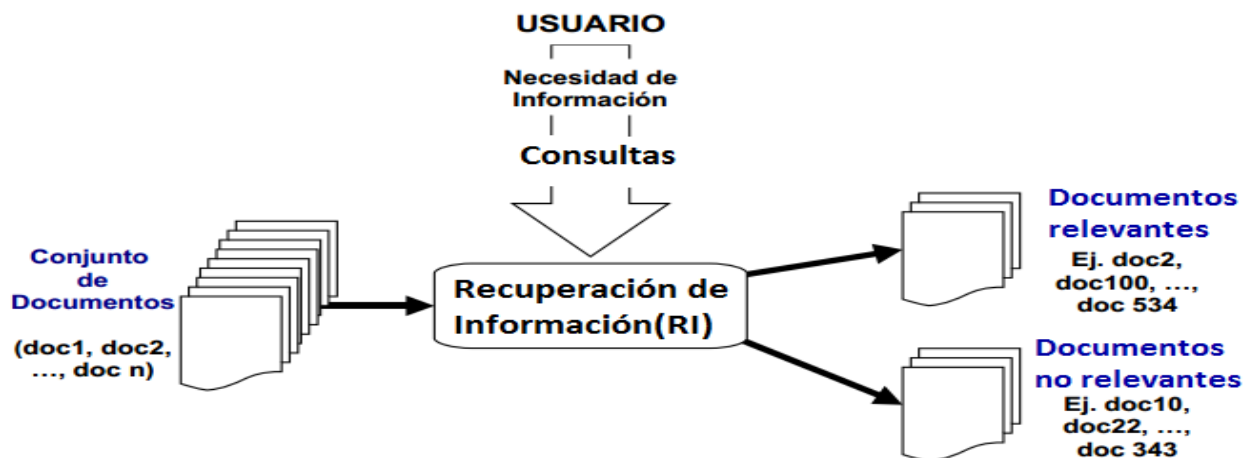 USUARIO
Necesidad de
Información
Consultas
Conjunto
de
Documentos
(doc1, doc2,
..., doc n)
Recuperación de
Información(RI)
Documentos
relevantes
Ej. doc2,
doc100, ...,
doc 534
Documentos
no relevantes
Ej. doc10,
doc22, ...,
doc 343